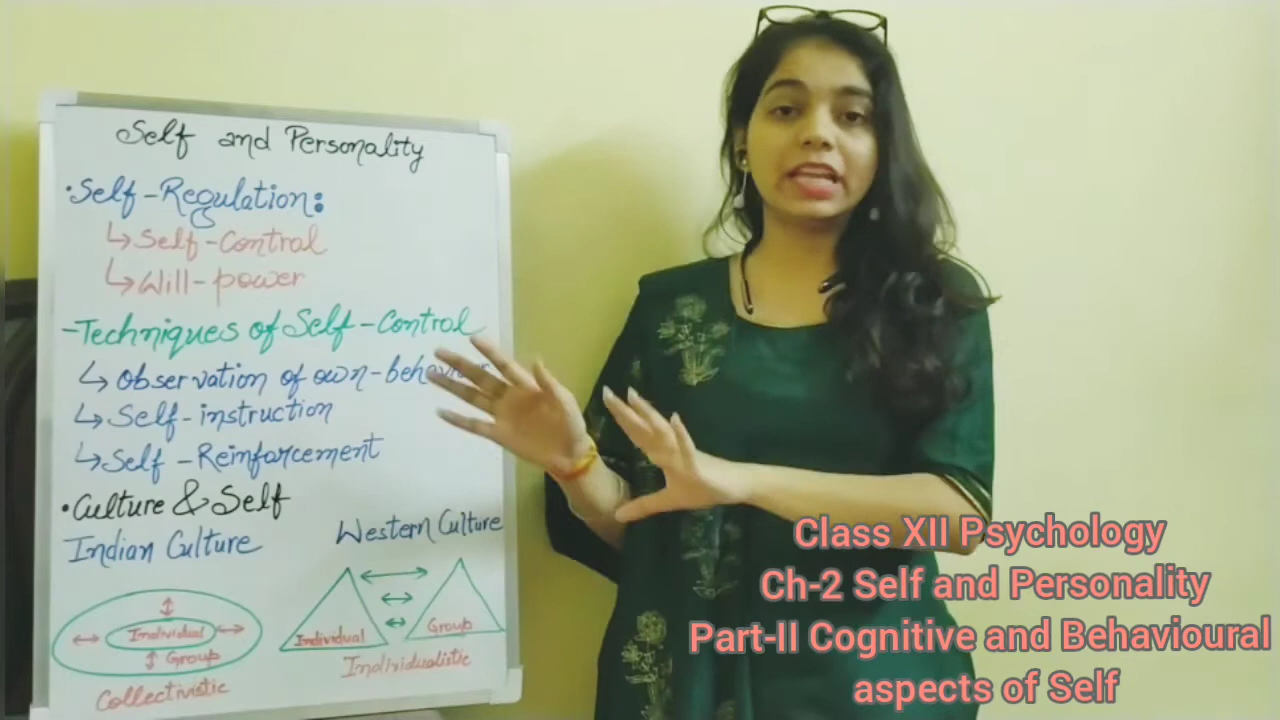 Self and Personality
• Self-Regulation:
↳ Self-Control
↳ Will-power
- Techniques of Self-Control
↳ Observation of own-behaviour
↳ Self-instruction
↳ Self-Reinforcement
• Culture & Self
Indian Culture
Western Culture
Individual
Group
Collectivistic
Individual
Group
Individualistic
Class XII Psychology
Ch-2 Self and Personality
Part-II Cognitive and Behavioural
aspects of Self